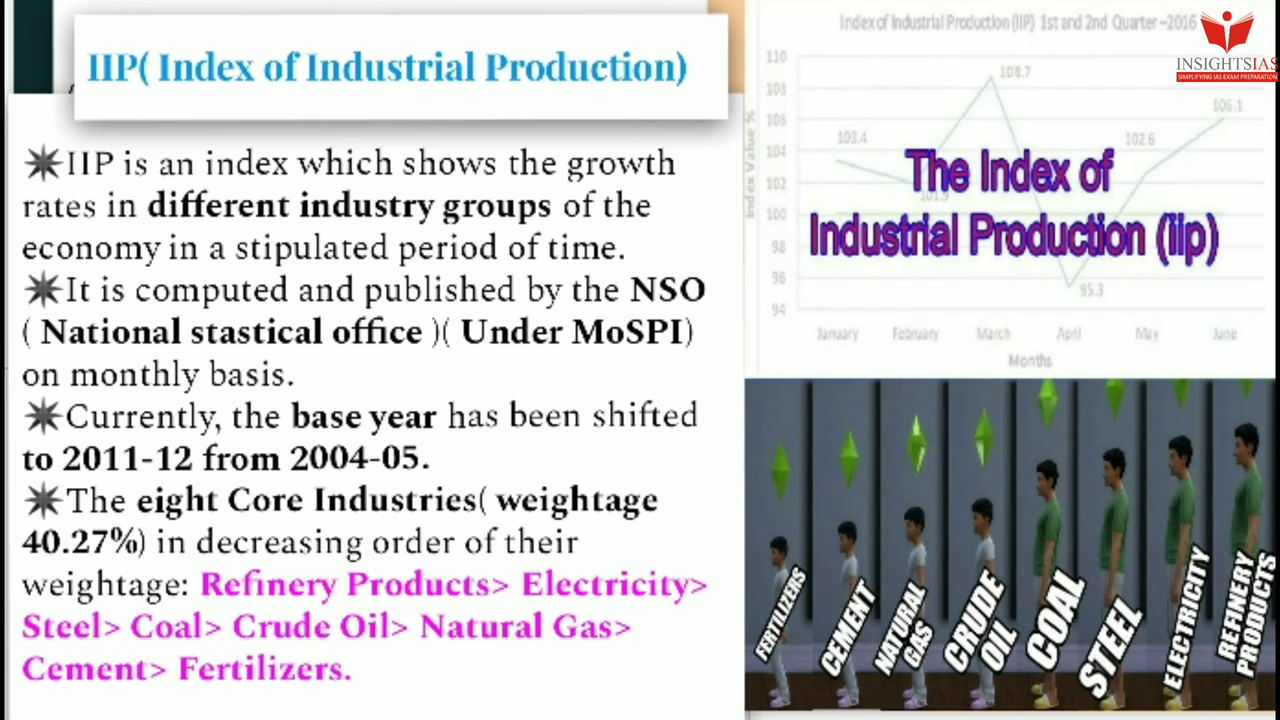 IIP( Index of Industrial Production)
✷IIP is an index which shows the growth
rates in different industry groups of the
economy in a stipulated period of time.
✷It is computed and published by the NSO
( National stastical office )( Under MoSPI)
on monthly basis.
✷Currently, the base year has been shifted
to 2011-12 from 2004-05.
✷The eight Core Industries( weightage
40.27%) in decreasing order of their
weightage: Refinery Products> Electricity>
Steel> Coal> Crude Oil> Natural Gas>
Cement> Fertilizers.
Index of Industrial Production (IIP) 1st and 2nd Quarter -2016
INSIGHTSIAS
SIMPLIFYING IAS EXAM PREPARATION
Index Value %
110
108
106
104
102
100
98
96
94
103.4
101.9
108.7
95.3
102.6
106.1
The Index of
Industrial Production (iip)
January February March April May June
Months
FERTILIZERS
CEMENT
NATURAL
GAS
CRUDE
OIL
COAL
STEEL
ELECTRICITY
REFINERY
PRODUCTS